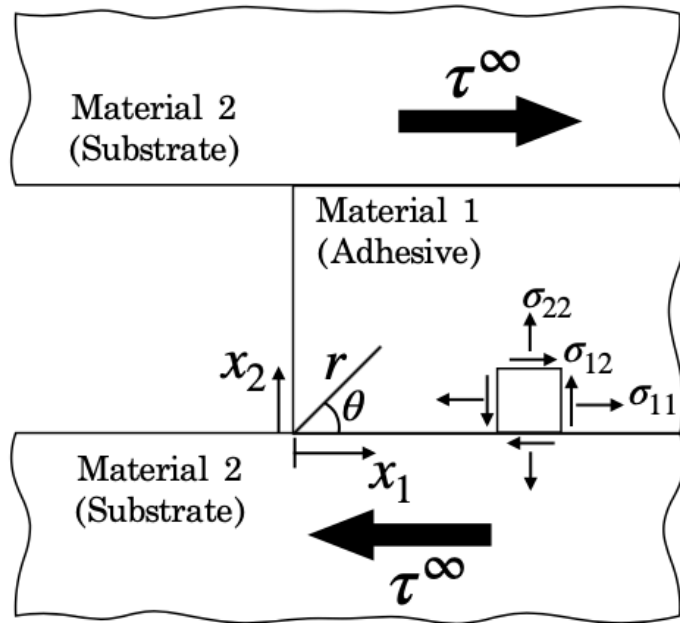 τ∞
Material 2
(Substrate)
Material 1
(Adhesive)
σ22
σ12
x2
r
θ
σ11
x1
Material 2
(Substrate)
τ∞